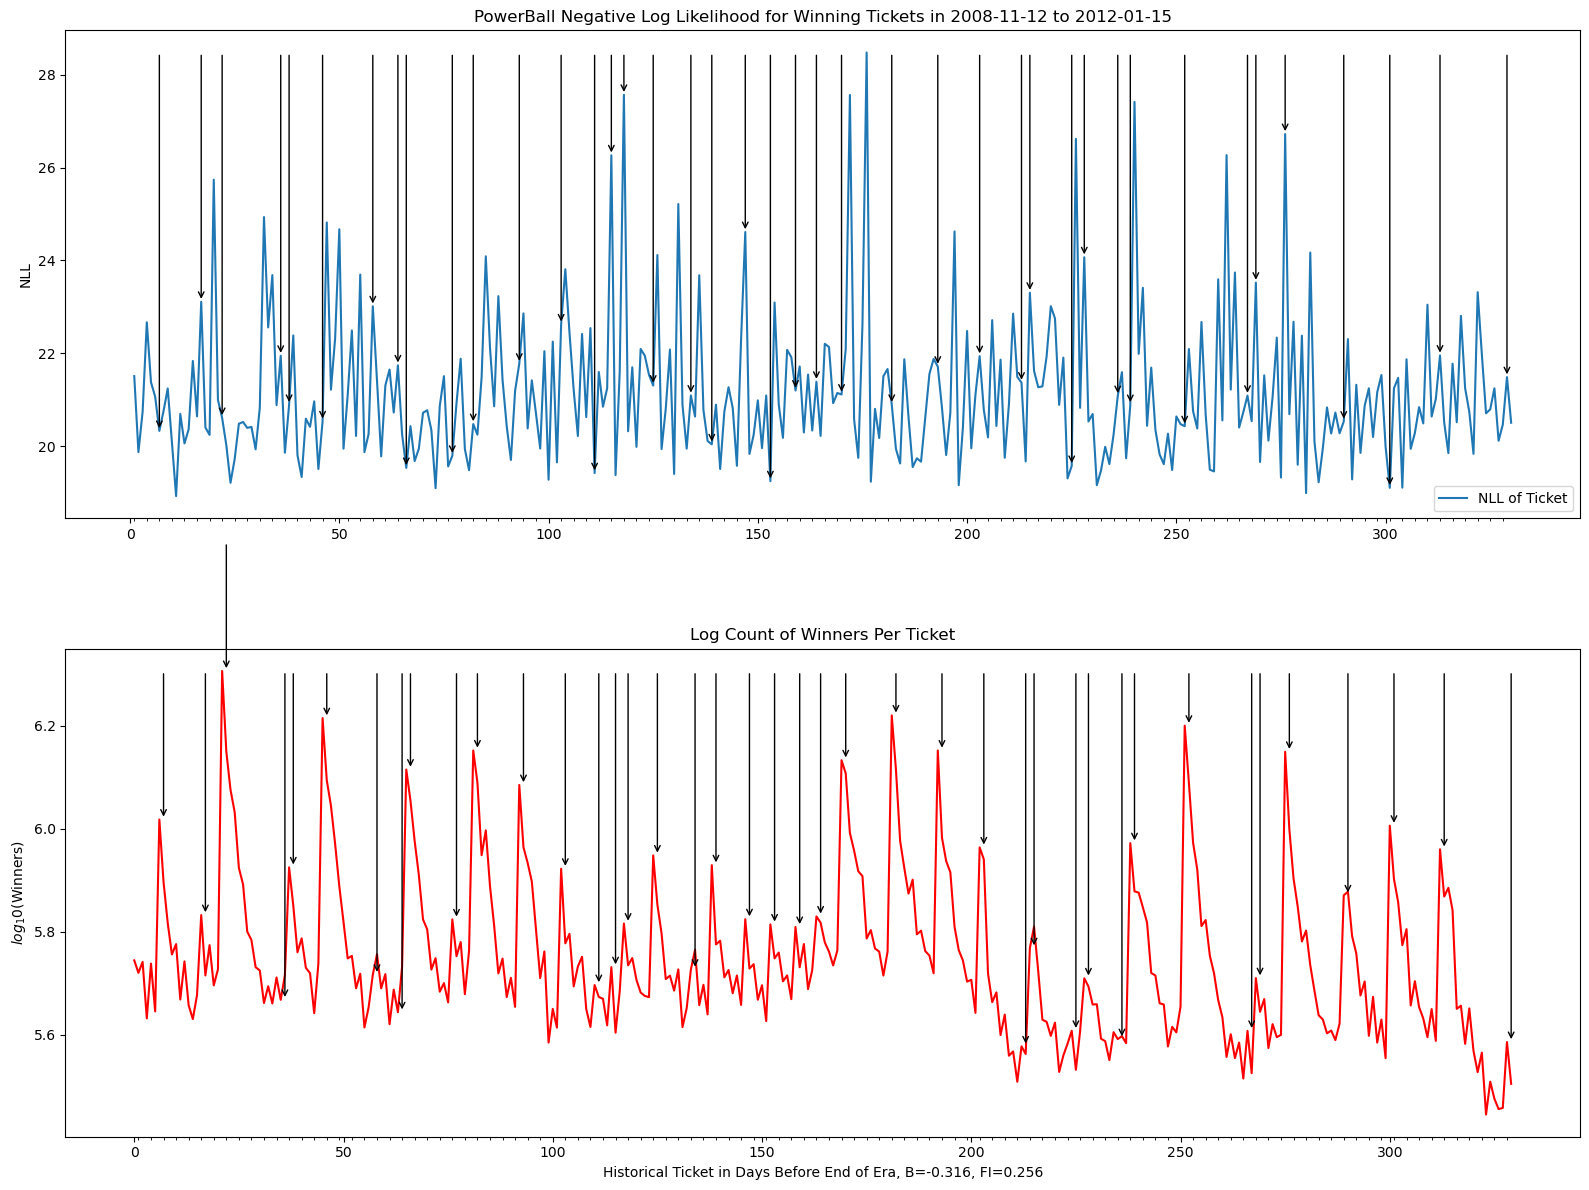 PowerBall Negative Log Likelihood for Winning Tickets in 2008-11-12 to 2012-01-15
28
26
24
22
20
NLL
NLL of Ticket
0 50 100 150 200 250 300
Log Count of Winners Per Ticket
6.2
6.0
5.8
5.6
log₁0(Winners)
0 50 100 150 200 250 300
Historical Ticket in Days Before End of Era, B=-0.316, FI=0.256